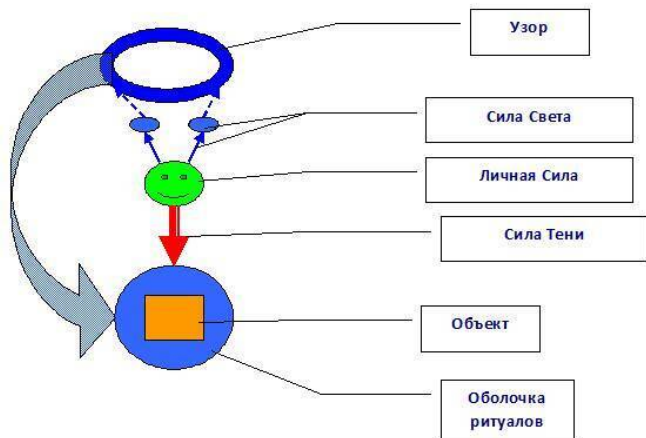 Узор
Сила Света
Личная Сила
Сила Тени
Объект
Оболочка
ритуалов